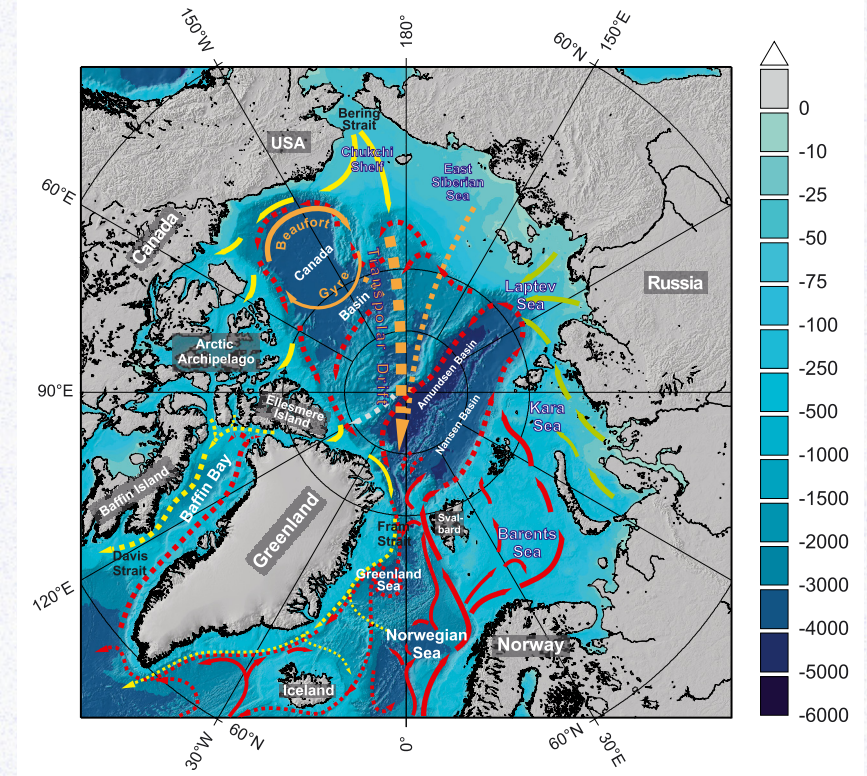 150°W
180°
60°N
150°E
Bering
Strait
USA
Chukchi
Shelf
East
Siberian
Sea
60°E
Canada
Beaufort
Canada
Gyre
Basin
Transpolar Drift
Laptev
Sea
Russia
Arctic
Archipelago
Amundsen Basin
90°E
Ellesmere
Island
Nansen Basin
Kara
Sea
Baffin Island
Baffin Bay
Greenland
Sval-
bard
Fram
Strait
Barents
Sea
Davis
Strait
Greenland
Sea
120°E
Norwegian
Sea
Norway
Iceland
30°W
60°N
0°
60°N
30°E
0
-10
-25
-50
-75
-100
-250
-500
-1000
-1500
-2000
-3000
-4000
-5000
-6000